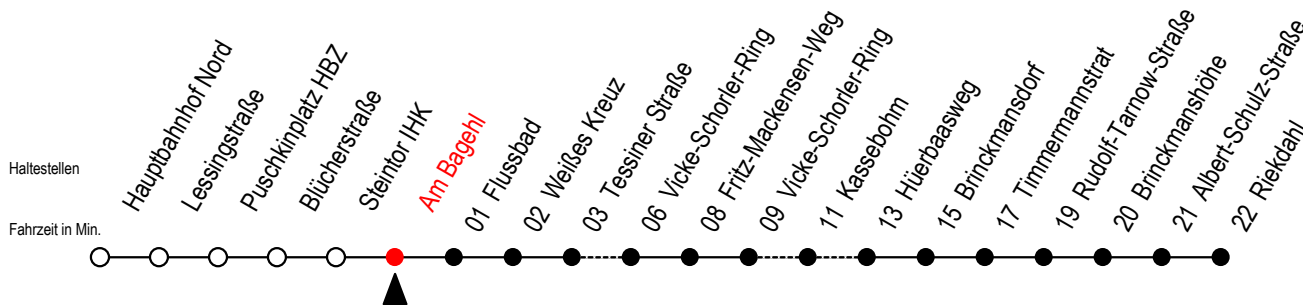 Haltestellen
Fahrzeit in Min.
Hauptbahnhof Nord
Lessingstraße
Puschkinplatz HBZ
Blücherstraße
Steintor IHK
Am Bagehl
01 Flussbad
02 Weißes Kreuz
03 Tessiner Straße
06 Vicke-Schorler-Ring
08 Fritz-Mackensen-Weg
09 Vicke-Schorler-Ring
11 Kassebohm
13 Hüerbaasweg
15 Brinckmansdorf
17 Timmermannstrat
19 Rudolf-Tarnow-Straße
20 Brinckmanshöhe
21 Albert-Schulz-Straße
22 Riekdahl